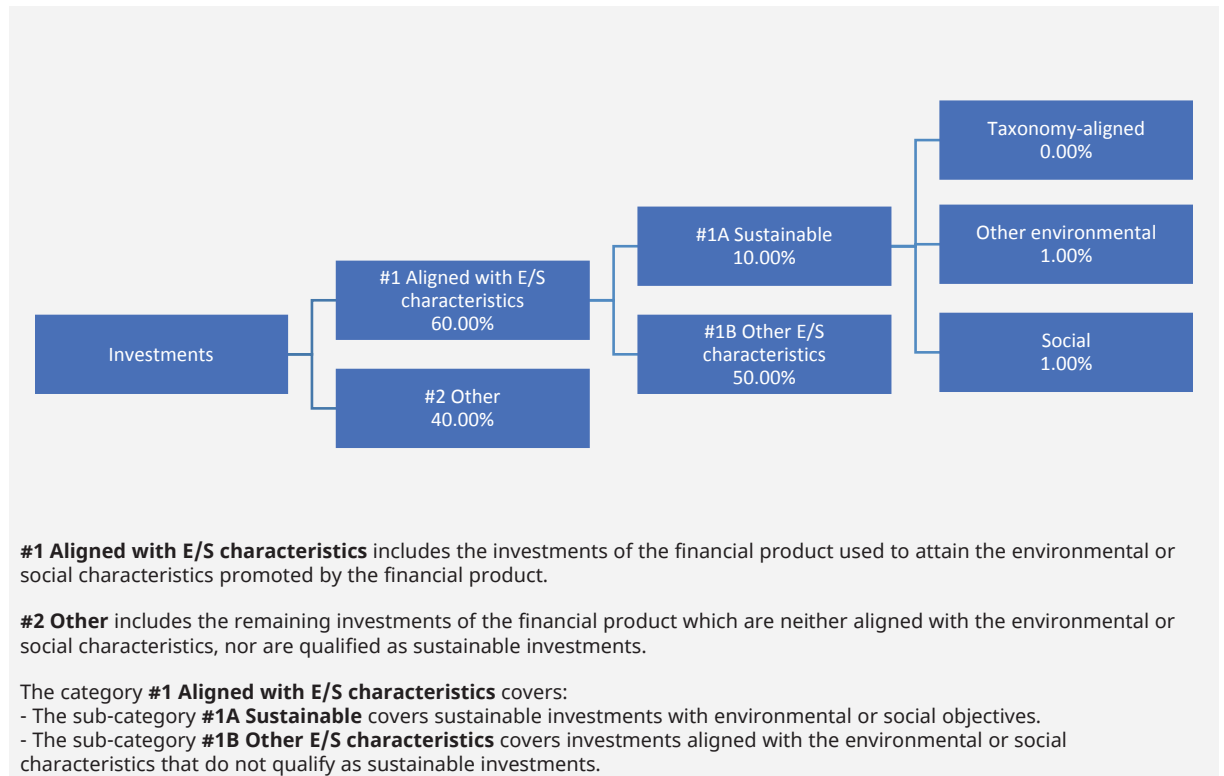 Taxonomy-aligned
0.00%
#1A Sustainable
10.00%
Other environmental
1.00%
#1 Aligned with E/S
characteristics
60.00%
Investments
#1B Other E/S
characteristics
50.00%
Social
1.00%
#2 Other
40.00%
#1 Aligned with E/S characteristics includes the investments of the financial product used to attain the environmental or
social characteristics promoted by the financial product.
#2 Other includes the remaining investments of the financial product which are neither aligned with the environmental or
social characteristics, nor are qualified as sustainable investments.
The category #1 Aligned with E/S characteristics covers:
- The sub-category #1A Sustainable covers sustainable investments with environmental or social objectives.
- The sub-category #1B Other E/S characteristics covers investments aligned with the environmental or social
characteristics that do not qualify as sustainable investments.